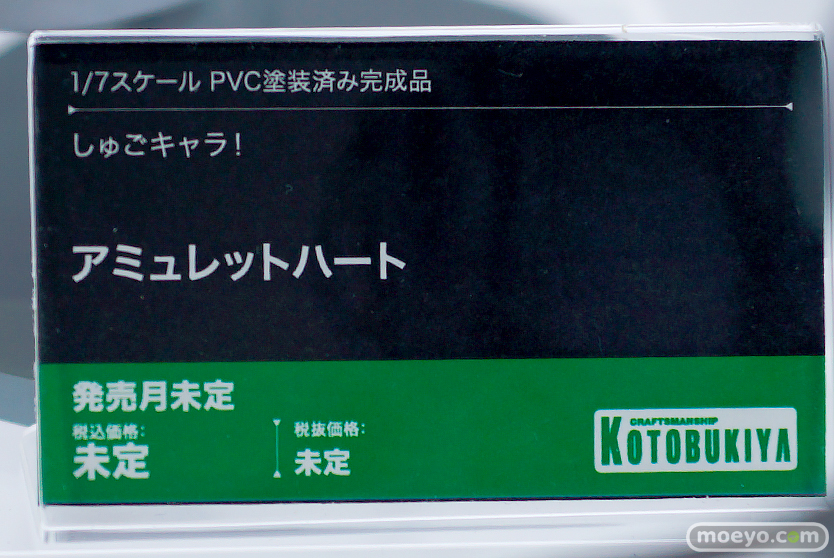 1/7スケール PVC塗装済み完成品
しゅごキャラ！
アミュレットハート
発売月未定
税込価格：
未定
税抜価格：
未定
CRAFTSMANSHIP
KOTOBUKIYA
moeyo.com